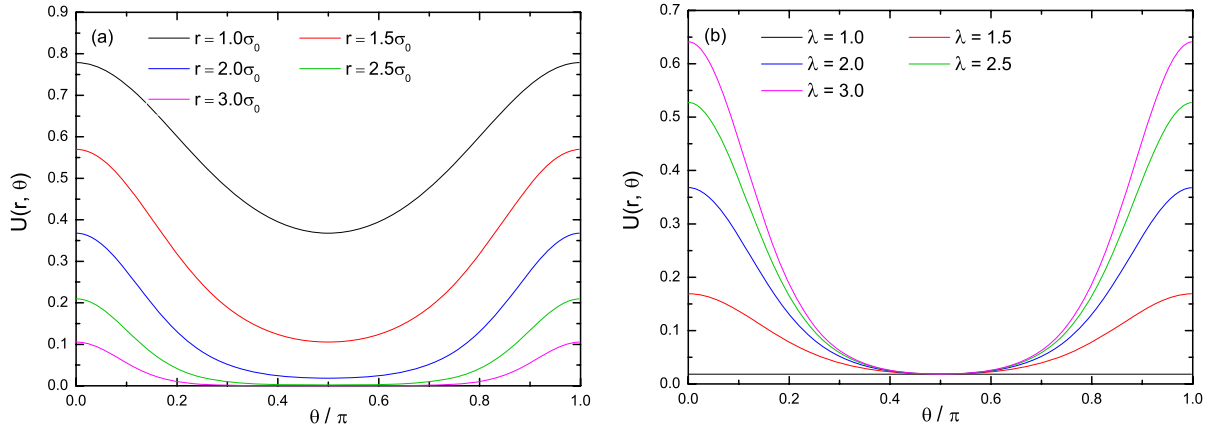 (a)
r = 1.0σ₀
r = 1.5σ₀
r = 2.0σ₀
r = 2.5σ₀
r = 3.0σ₀
U(r, θ)
0.9
0.8
0.7
0.6
0.5
0.4
0.3
0.2
0.1
0.0
0.0
0.2
0.4
0.6
0.8
1.0
θ / π
(b)
λ = 1.0
λ = 1.5
λ = 2.0
λ = 2.5
λ = 3.0
U(r, θ)
0.7
0.6
0.5
0.4
0.3
0.2
0.1
0.0
0.0
0.2
0.4
0.6
0.8
1.0
θ / π